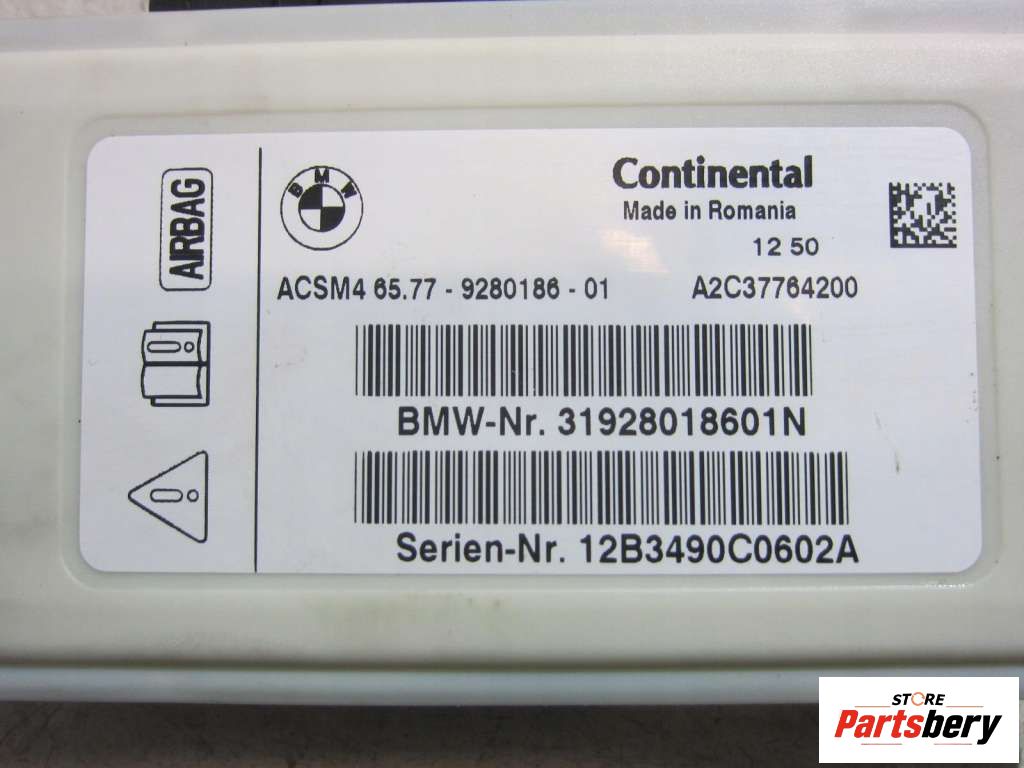 AIRBAG
BMW
Continental
Made in Romania
12 50
ACSM4 65.77 - 9280186 - 01 A2C37764200
BMW-Nr. 31928018601N
Serien-Nr. 12B3490C0602A
STORE
Partsbery